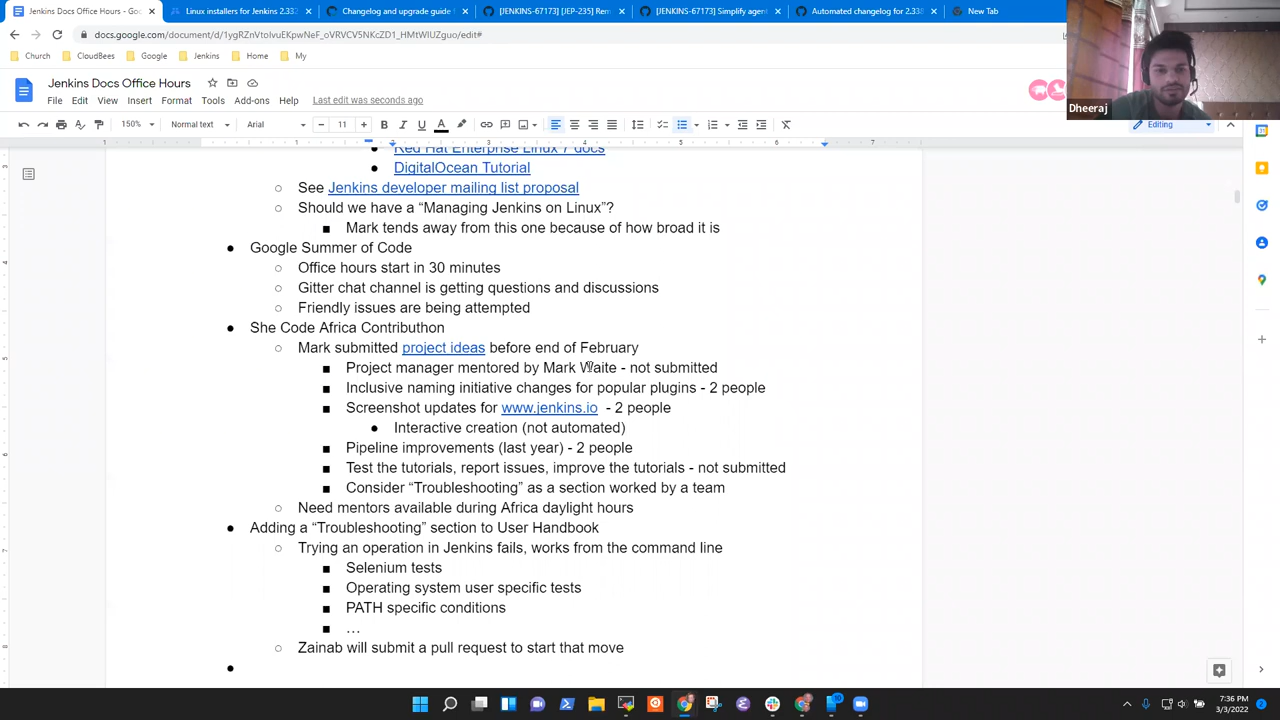 Jenkins Docs Office Hours - Goo
Linux installers for Jenkins 2.333
Changelog and upgrade guide
[JENKINS-67173] [JEP-235] Rem
[JENKINS-67173] Simplify agent
Automated changelog for 2.338
New Tab
docs.google.com/document/d/1ygRZnVtoIvuEKpwNeF_oVRVCV5NKcZD1_HMtWIUZguo/edit#
Church
CloudBees
Google
Jenkins
Home
My
Jenkins Docs Office Hours
File Edit View Insert Format Tools Add-ons Help Last edit was seconds ago
150% Normal text Arial 11 Editing
Dheeraj
Red Hat Enterprise Linux 7 docs
DigitalOcean Tutorial
See Jenkins developer mailing list proposal
Should we have a “Managing Jenkins on Linux”?
Mark tends away from this one because of how broad it is
Google Summer of Code
Office hours start in 30 minutes
Gitter chat channel is getting questions and discussions
Friendly issues are being attempted
She Code Africa Contributhon
Mark submitted project ideas before end of February
Project manager mentored by Mark Waite - not submitted
Inclusive naming initiative changes for popular plugins - 2 people
Screenshot updates for www.jenkins.io - 2 people
Interactive creation (not automated)
Pipeline improvements (last year) - 2 people
Test the tutorials, report issues, improve the tutorials - not submitted
Consider “Troubleshooting” as a section worked by a team
Need mentors available during Africa daylight hours
Adding a “Troubleshooting” section to User Handbook
Trying an operation in Jenkins fails, works from the command line
Selenium tests
Operating system user specific tests
PATH specific conditions
…
Zainab will submit a pull request to start that move
7:36 PM
3/3/2022